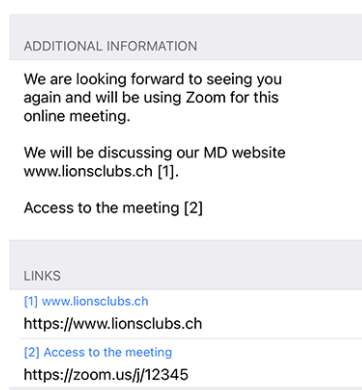 ADDITIONAL INFORMATION
We are looking forward to seeing you
again and will be using Zoom for this
online meeting.
We will be discussing our MD website
www.lionsclubs.ch [1].
Access to the meeting [2]
LINKS
[1] www.lionsclubs.ch
https://www.lionsclubs.ch
[2] Access to the meeting
https://zoom.us/j/12345